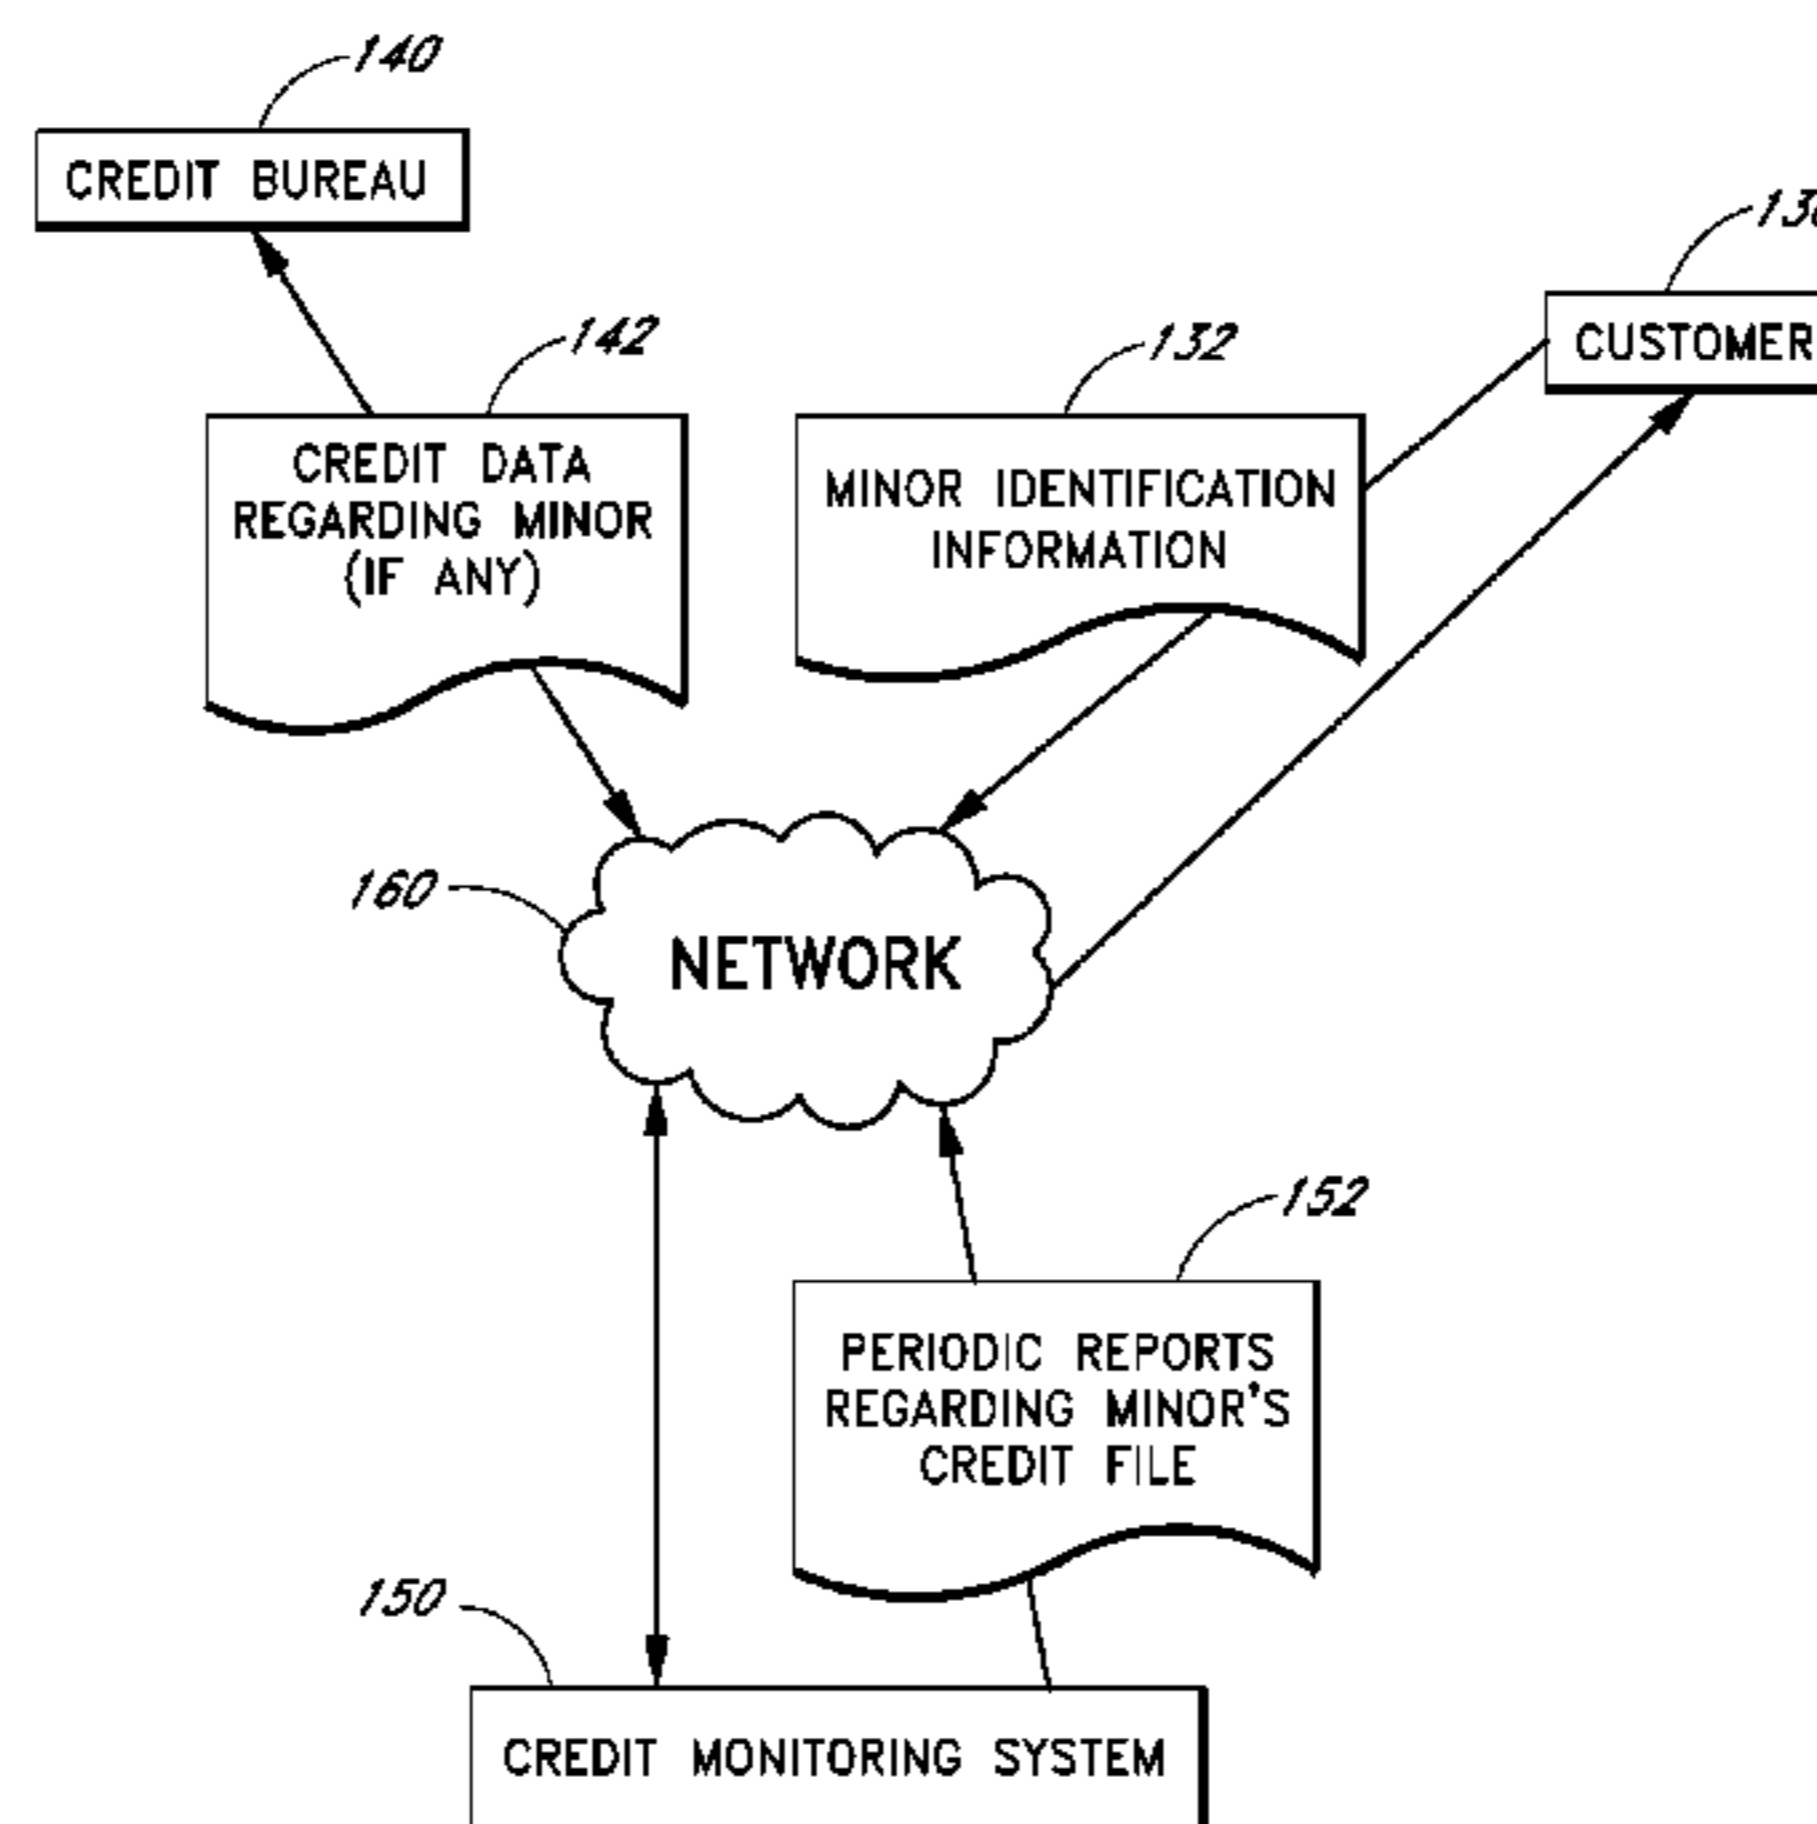 140
CREDIT BUREAU
142
CREDIT DATA
REGARDING MINOR
(IF ANY)
132
MINOR IDENTIFICATION
INFORMATION
CUSTOMER
160
NETWORK
152
PERIODIC REPORTS
REGARDING MINOR'S
CREDIT FILE
150
CREDIT MONITORING SYSTEM